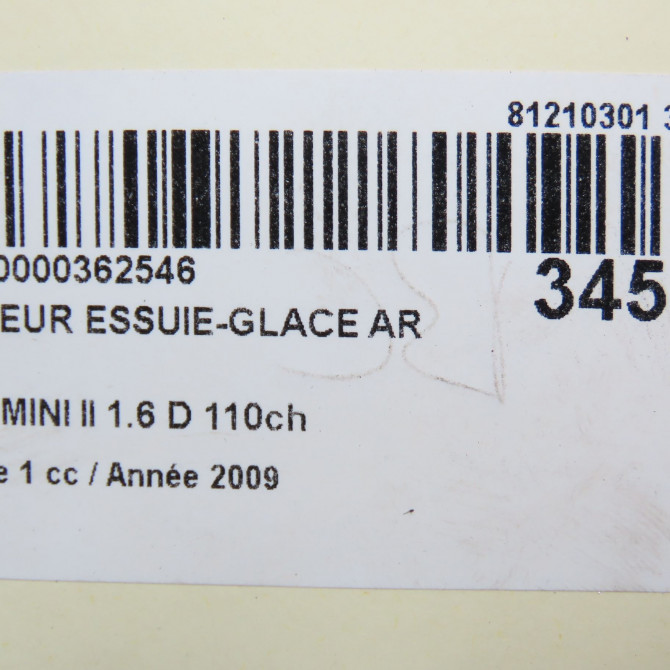 81210301 3
0000362546
345
EUR ESSUIE-GLACE AR
MINI II 1.6 D 110ch
e 1 cc / Année 2009